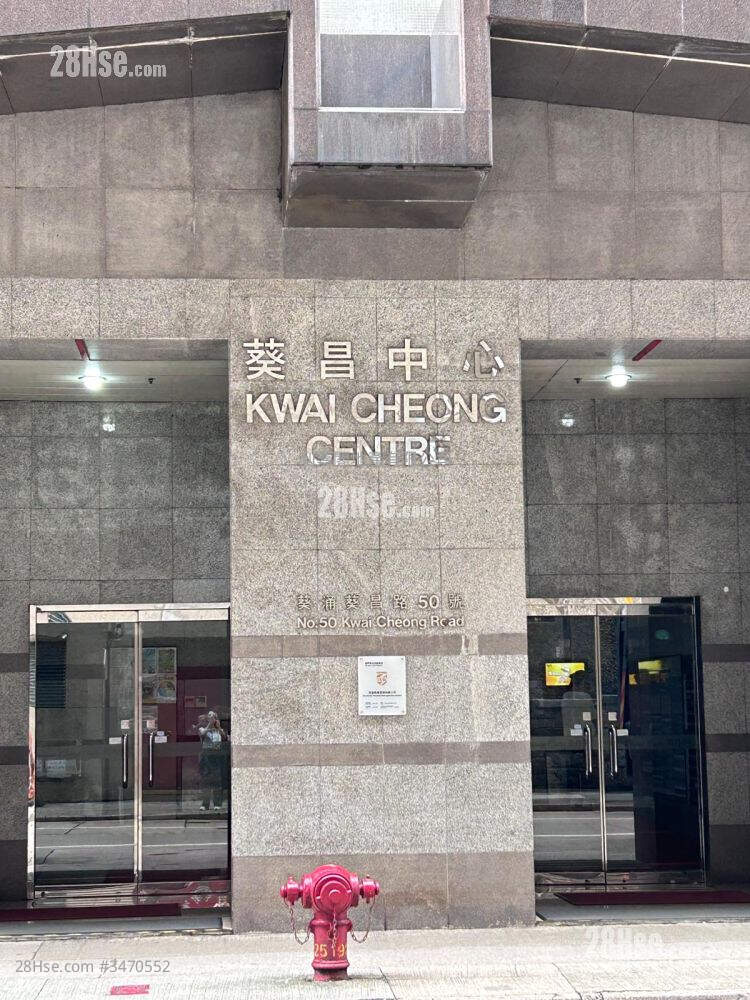 28Hse.com
葵昌中心
KWAI CHEONG
CENTRE
28Hse.com
葵涌葵昌路50號
No.50 Kwai Cheong Road
28Hse.com #3470552
28Hse.com